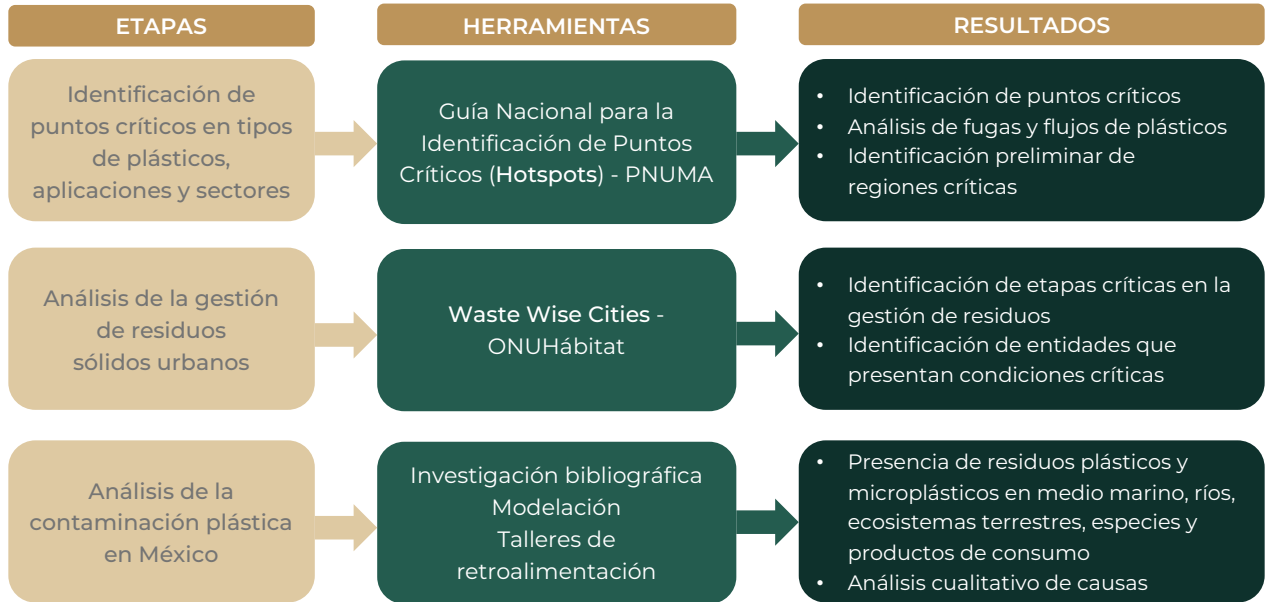 ETAPAS
HERRAMIENTAS
RESULTADOS
Identificación de
puntos críticos en tipos
de plásticos,
aplicaciones y sectores
Guía Nacional para la
Identificación de Puntos
Críticos (Hotspots) - PNUMA
• Identificación de puntos críticos
• Análisis de fugas y flujos de plásticos
• Identificación preliminar de
regiones críticas
Análisis de la gestión
de residuos
sólidos urbanos
Waste Wise Cities -
ONUHábitat
• Identificación de etapas críticas en la
gestión de residuos
• Identificación de entidades que
presentan condiciones críticas
Análisis de la
contaminación plástica
en México
Investigación bibliográfica
Modelación
Talleres de
retroalimentación
• Presencia de residuos plásticos y
microplásticos en medio marino, ríos,
ecosistemas terrestres, especies y
productos de consumo
• Análisis cualitativo de causas